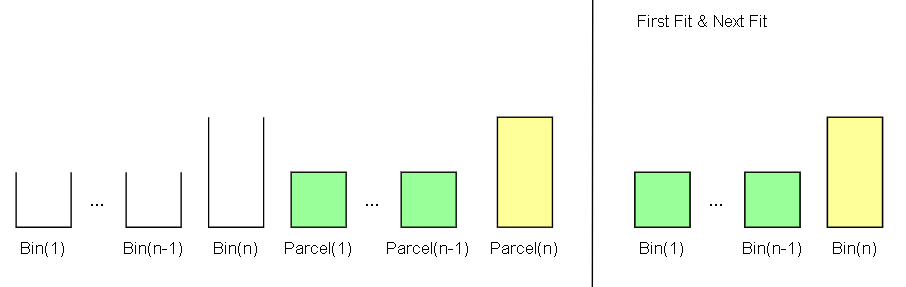 First Fit & Next Fit
... ... ...
Bin(1) Bin(n-1) Bin(n) Parcel(1) Parcel(n-1) Parcel(n) Bin(1) Bin(n-1) Bin(n)